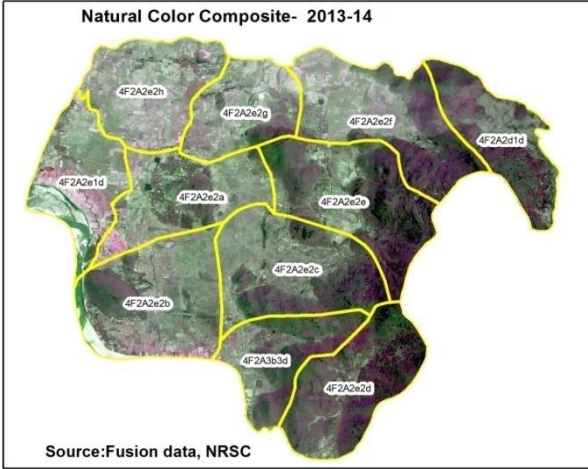 Natural Color Composite- 2013-14
4F2A2e2h
4F2A2e2g
4F2A2e2f
4F2A2d1d
4F2A2e1d
4F2A2e2a
4F2A2e2e
4F2A2e2c
4F2A2e2b
4F2A3b3d
4F2A2e2d
Source:Fusion data, NRSC